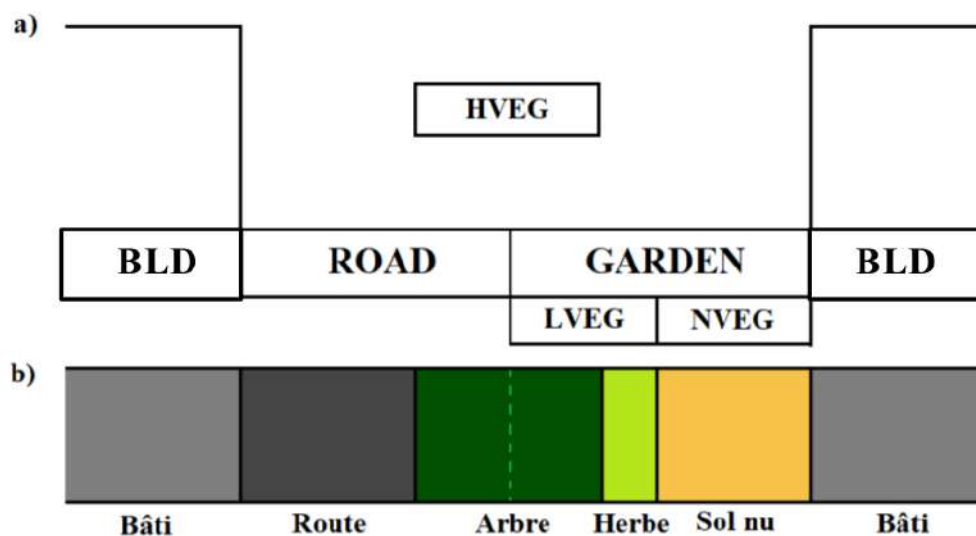 a)
HVEG
BLD ROAD GARDEN BLD
LVEG NVEG
b)
Bâti Route Arbre Herbe Sol nu Bâti